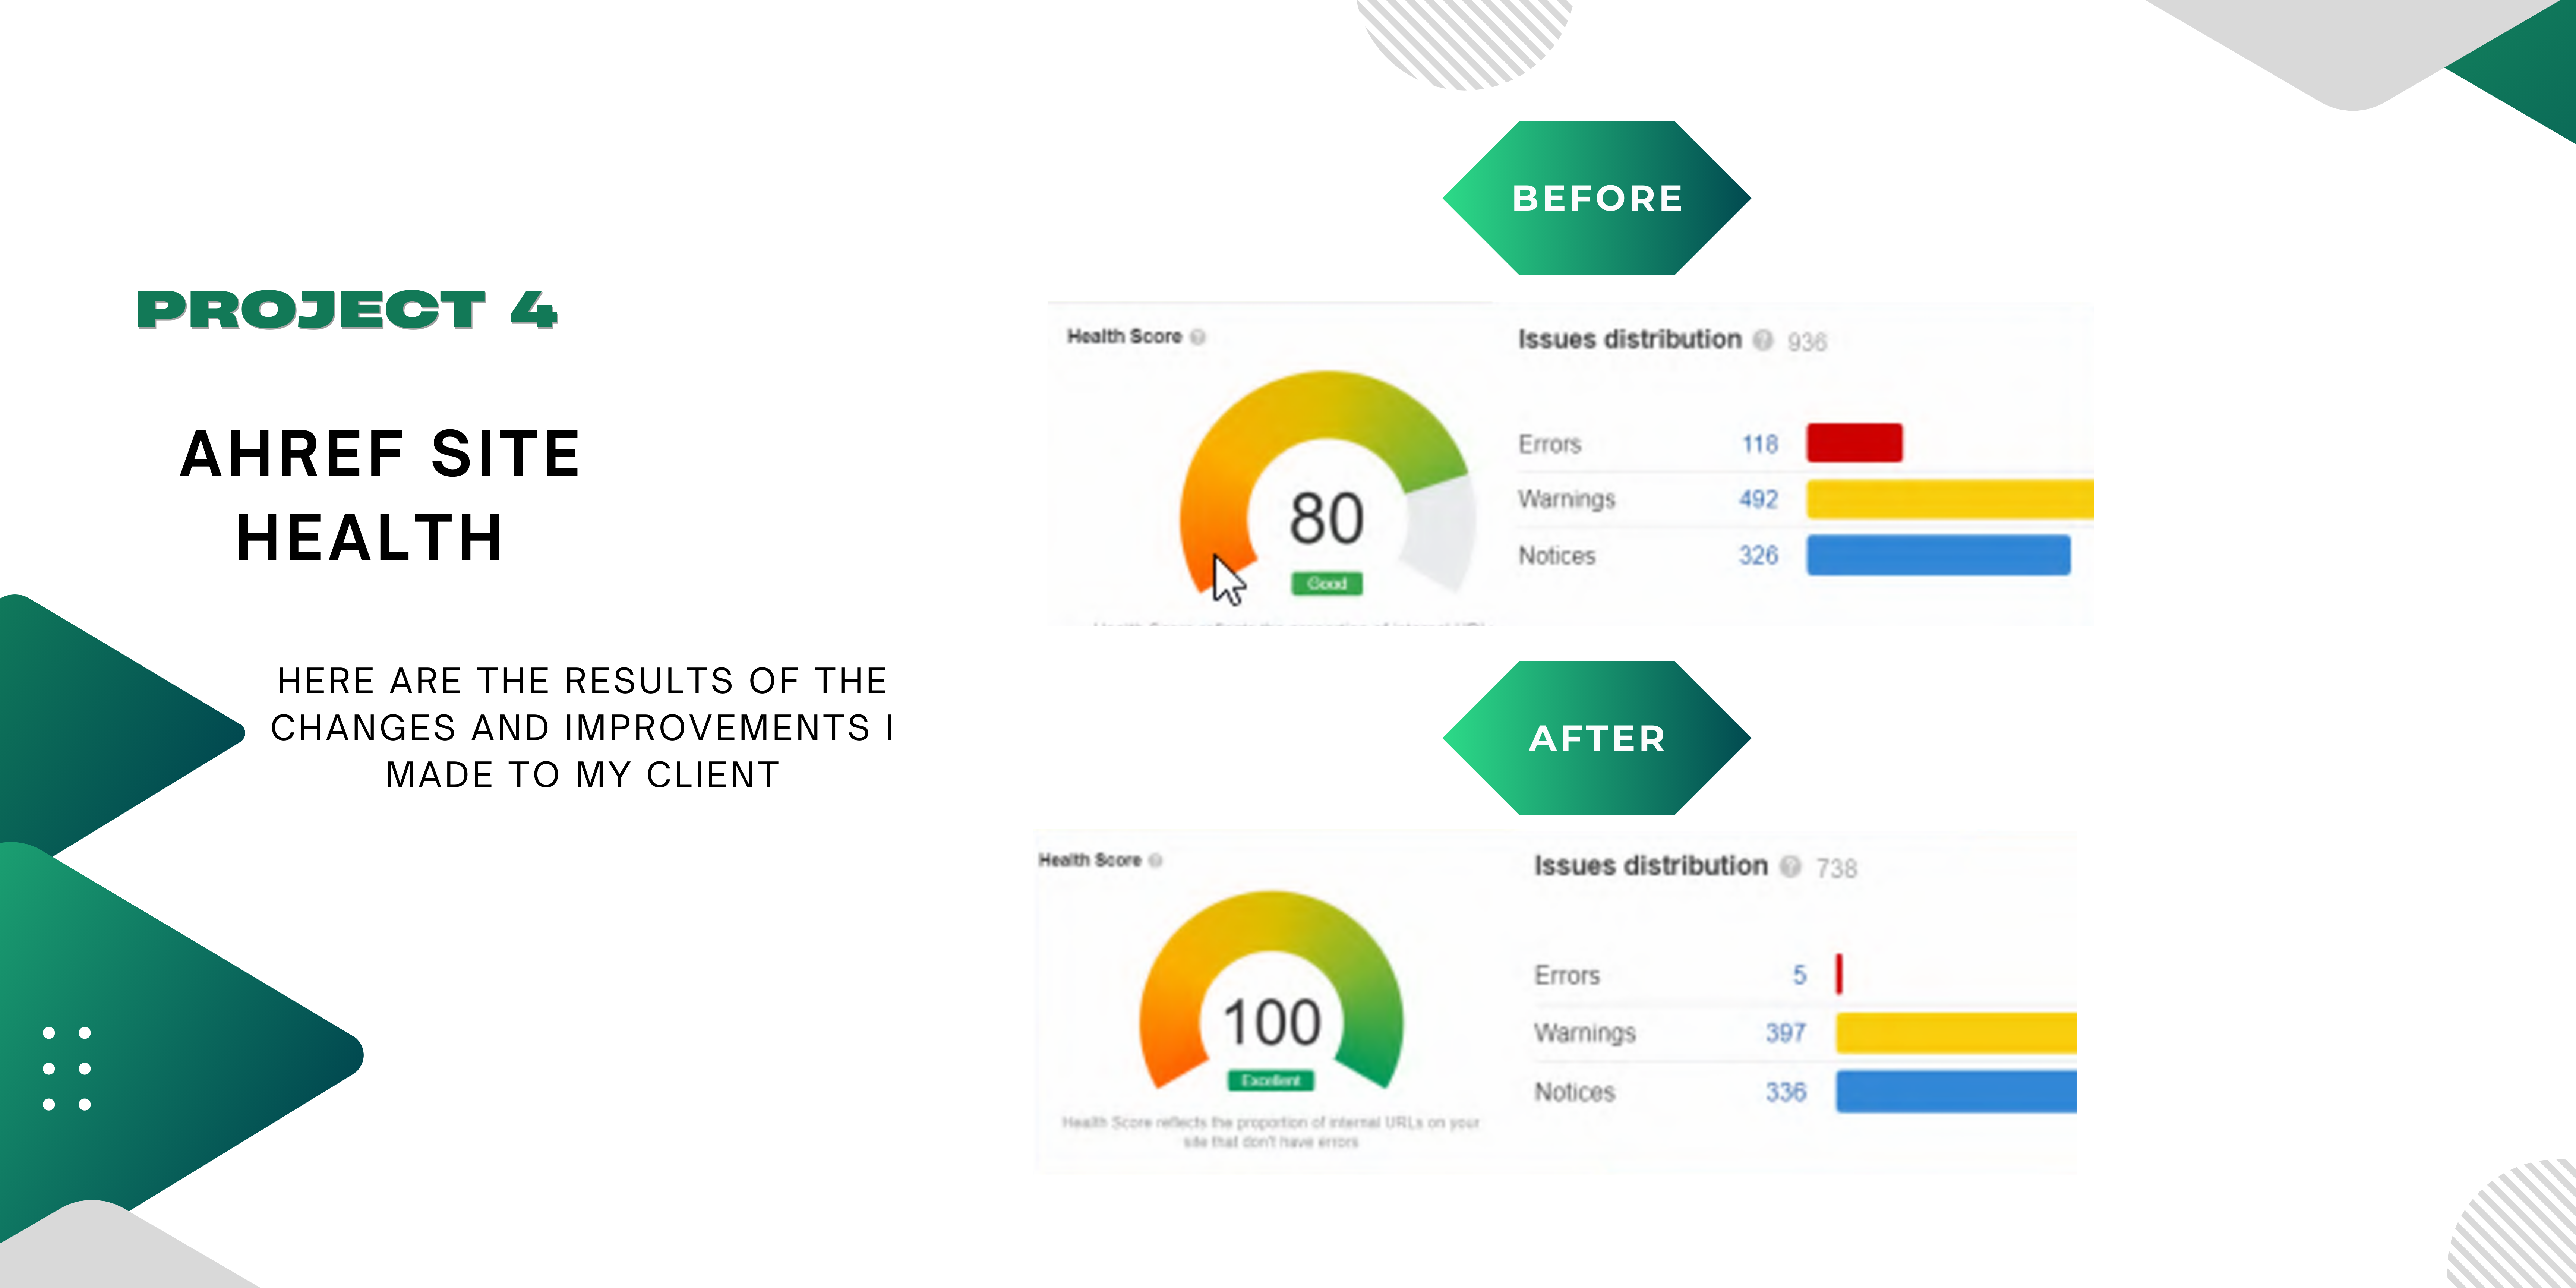 PROJECT 4
AHREF SITE
HEALTH
HERE ARE THE RESULTS OF THE
CHANGES AND IMPROVEMENTS I
MADE TO MY CLIENT
BEFORE
Health Score
80
Good
Issues distribution 936
Errors 118
Warnings 492
Notices 326
AFTER
Health Score
100
Excellent
Health Score reflects the proportion of internal URLs on your
site that don't have errors
Issues distribution 738
Errors 5
Warnings 397
Notices 336